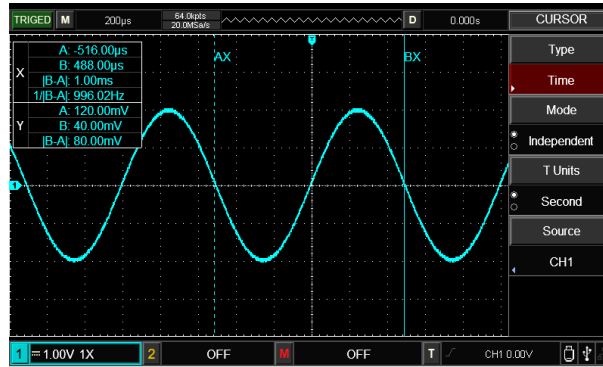 TRIGED M 200μs 64.0kpts D 0.000s CURSOR
20.0MSa/s
T
Type
A: -516.00μs
AX
BX
X B: 488.00μs
|B-A|: 1.00ms
Time
1/|B-A|: 996.02Hz
Mode
A: 120.00mV
Y B: 40.00mV
|B-A|: 80.00mV
Independent
T Units
1
Second
Source
CH1
1 1.00V 1X 2 OFF M OFF T CH1 0.00V